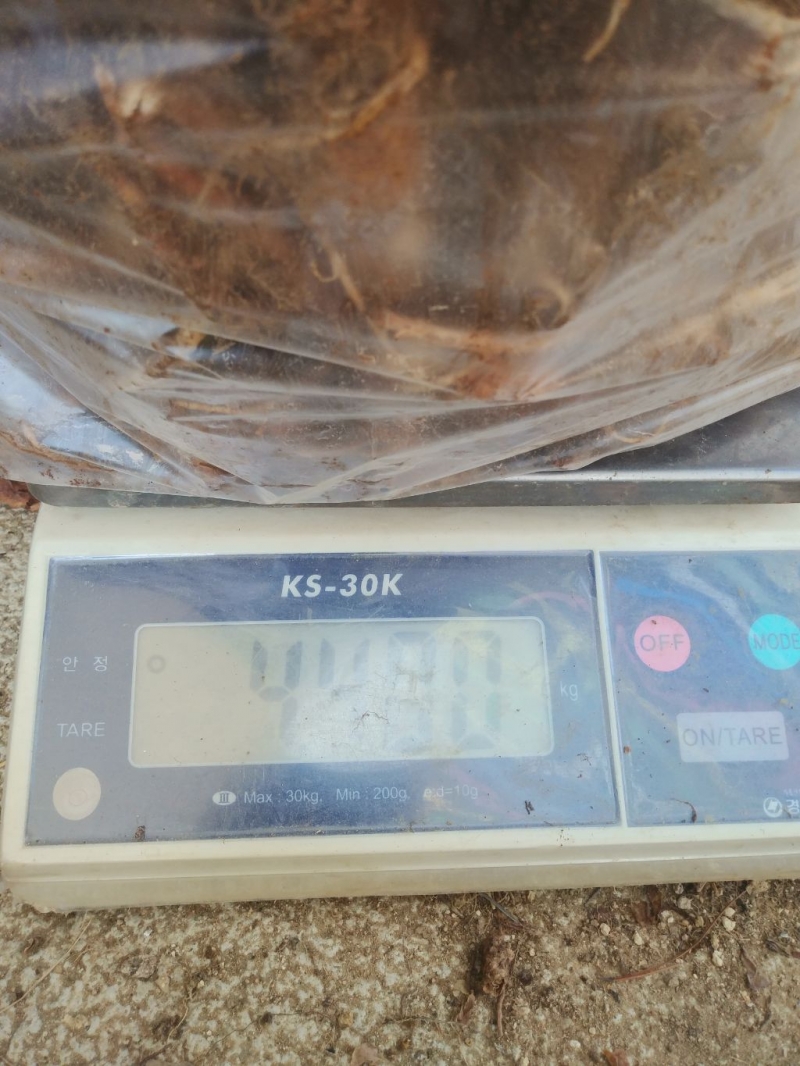 KS-30K
안정
kg
TARE
Max : 30kg, Min : 200g, e:d=10g
OFF
MODE
ON/TARE